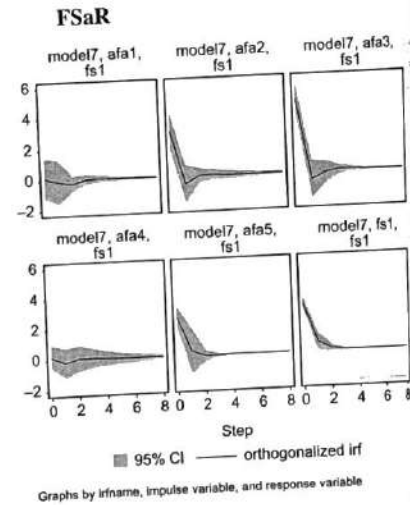 FSaR
model7, afa1, fs1
model7, afa2, fs1
model7, afa3, fs1
6
4
2
0
−2
model7, afa4, fs1
model7, afa5, fs1
model7, fs1, fs1
6
4
2
0
−2
0 2 4 6 8 0 2 4 6 8 0 2 4 6 8
Step
95% CI orthogonalized irf
Graphs by irfname, impulse variable, and response variable